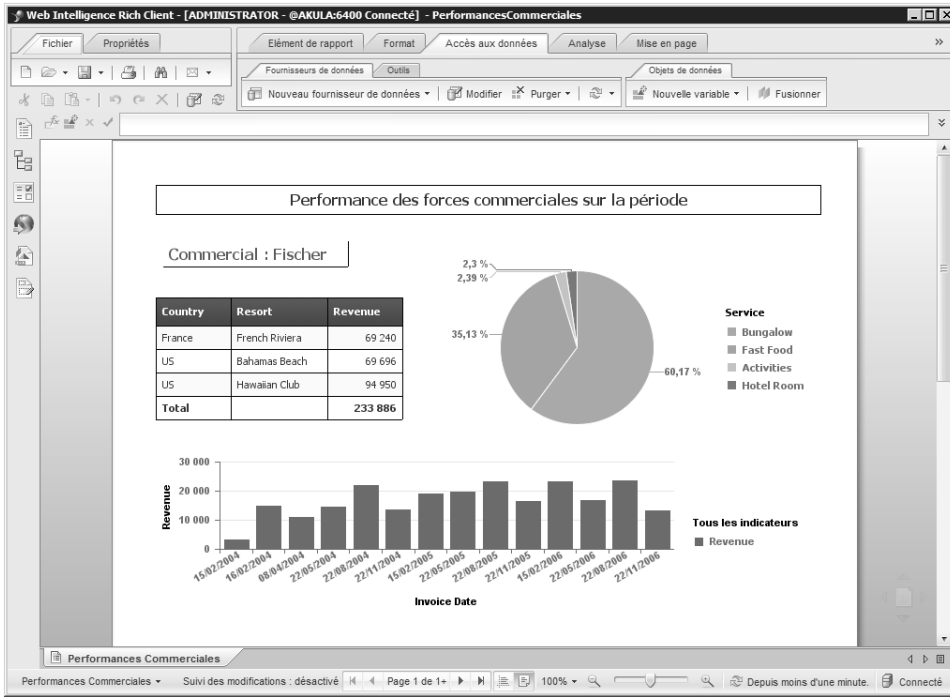 Web Intelligence Rich Client - [ADMINISTRATOR - @AKULA:6400 Connecté] - PerformancesCommerciales
Fichier Propriétés Elément de rapport Format Accès aux données Analyse Mise en page
Fournisseurs de données Outils Objets de données
Nouveau fournisseur de données Modifier Purger Nouvelle variable Fusionner
Performance des forces commerciales sur la période
Commercial : Fischer
Country Resort Revenue
France French Riviera 69 240
US Bahamas Beach 69 696
US Hawaiian Club 94 950
Total 233 886
2,3 %
2,39 %
35,13 %
60,17 %
Service
Bungalow
Fast Food
Activities
Hotel Room
30 000
20 000
10 000
0
Revenue
15/02/2004 16/02/2004 08/04/2004 22/05/2004 22/08/2004 22/11/2004 15/02/2005 22/05/2005 22/08/2005 22/11/2005 15/02/2006 22/05/2006 22/08/2006 22/11/2006
Invoice Date
Tous les indicateurs
Revenue
Performances Commerciales
Performances Commerciales Suivi des modifications : désactivé Page 1 de 1+ 100% Depuis moins d'une minute. Connecté